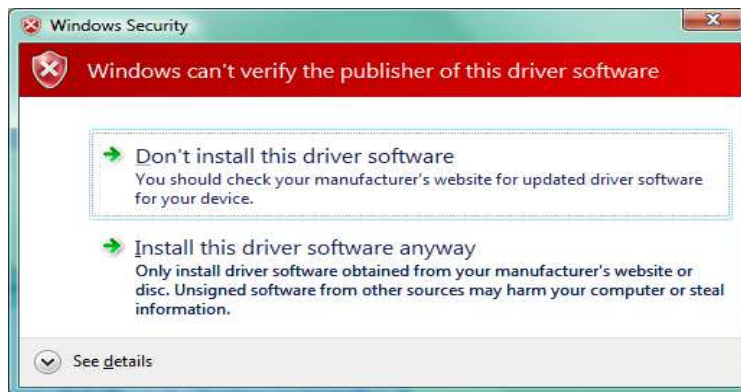 Windows Security
Windows can't verify the publisher of this driver software
Don't install this driver software
You should check your manufacturer's website for updated driver software
for your device.
Install this driver software anyway
Only install driver software obtained from your manufacturer's website or
disc. Unsigned software from other sources may harm your computer or steal
information.
See details